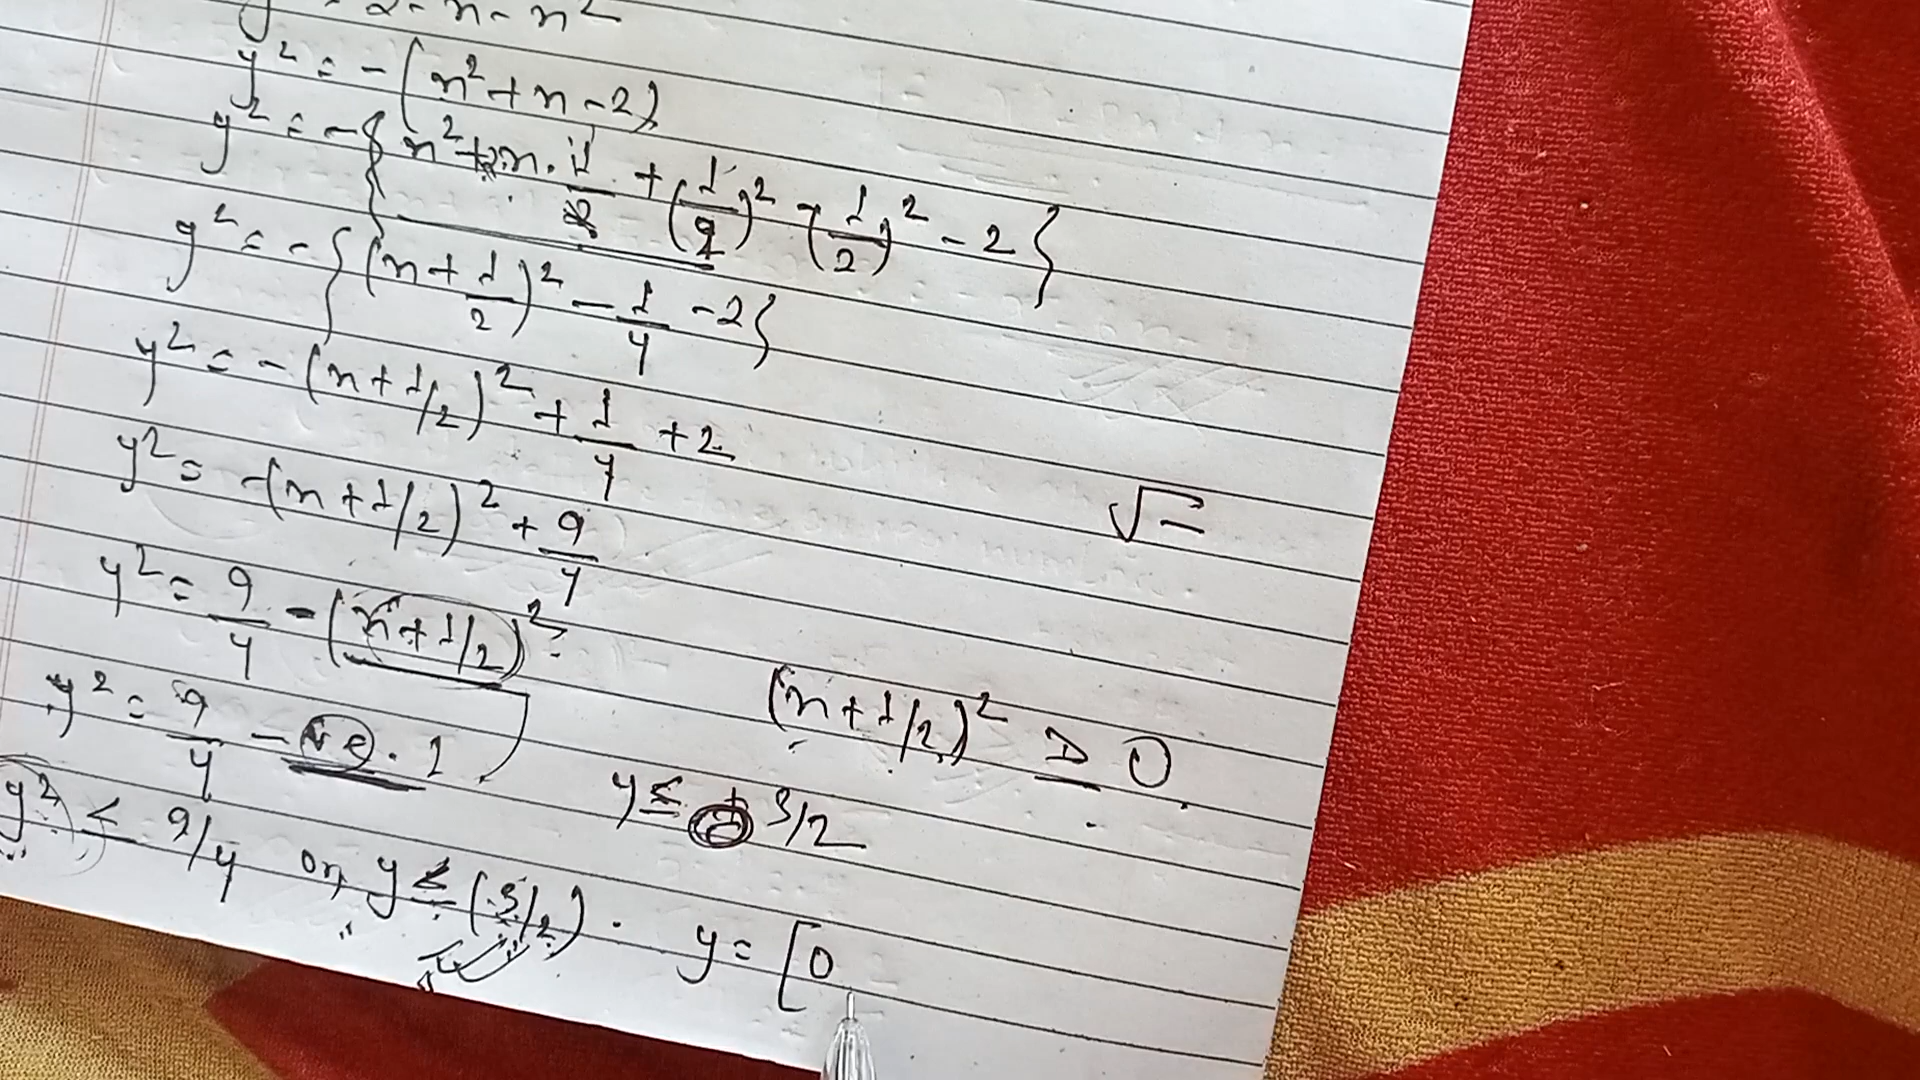 y² = 2 - x - x²
y² = - (x² + x - 2)
y² = - { x² + 2x · 1/2 + (1/2)² - (1/2)² - 2 }
y² = - { (x + 1/2)² - 1/4 - 2 }
y² = - (x + 1/2)² + 1/4 + 2
y² = - (x + 1/2)² + 9/4
√-
y² = 9/4 - (x + 1/2)²
(x + 1/2)² ≥ 0
y² = 9/4 - ve · 1
y ≤ 3/2
y² ≤ 9/4 or, y ≤ (3/2) · y = [0